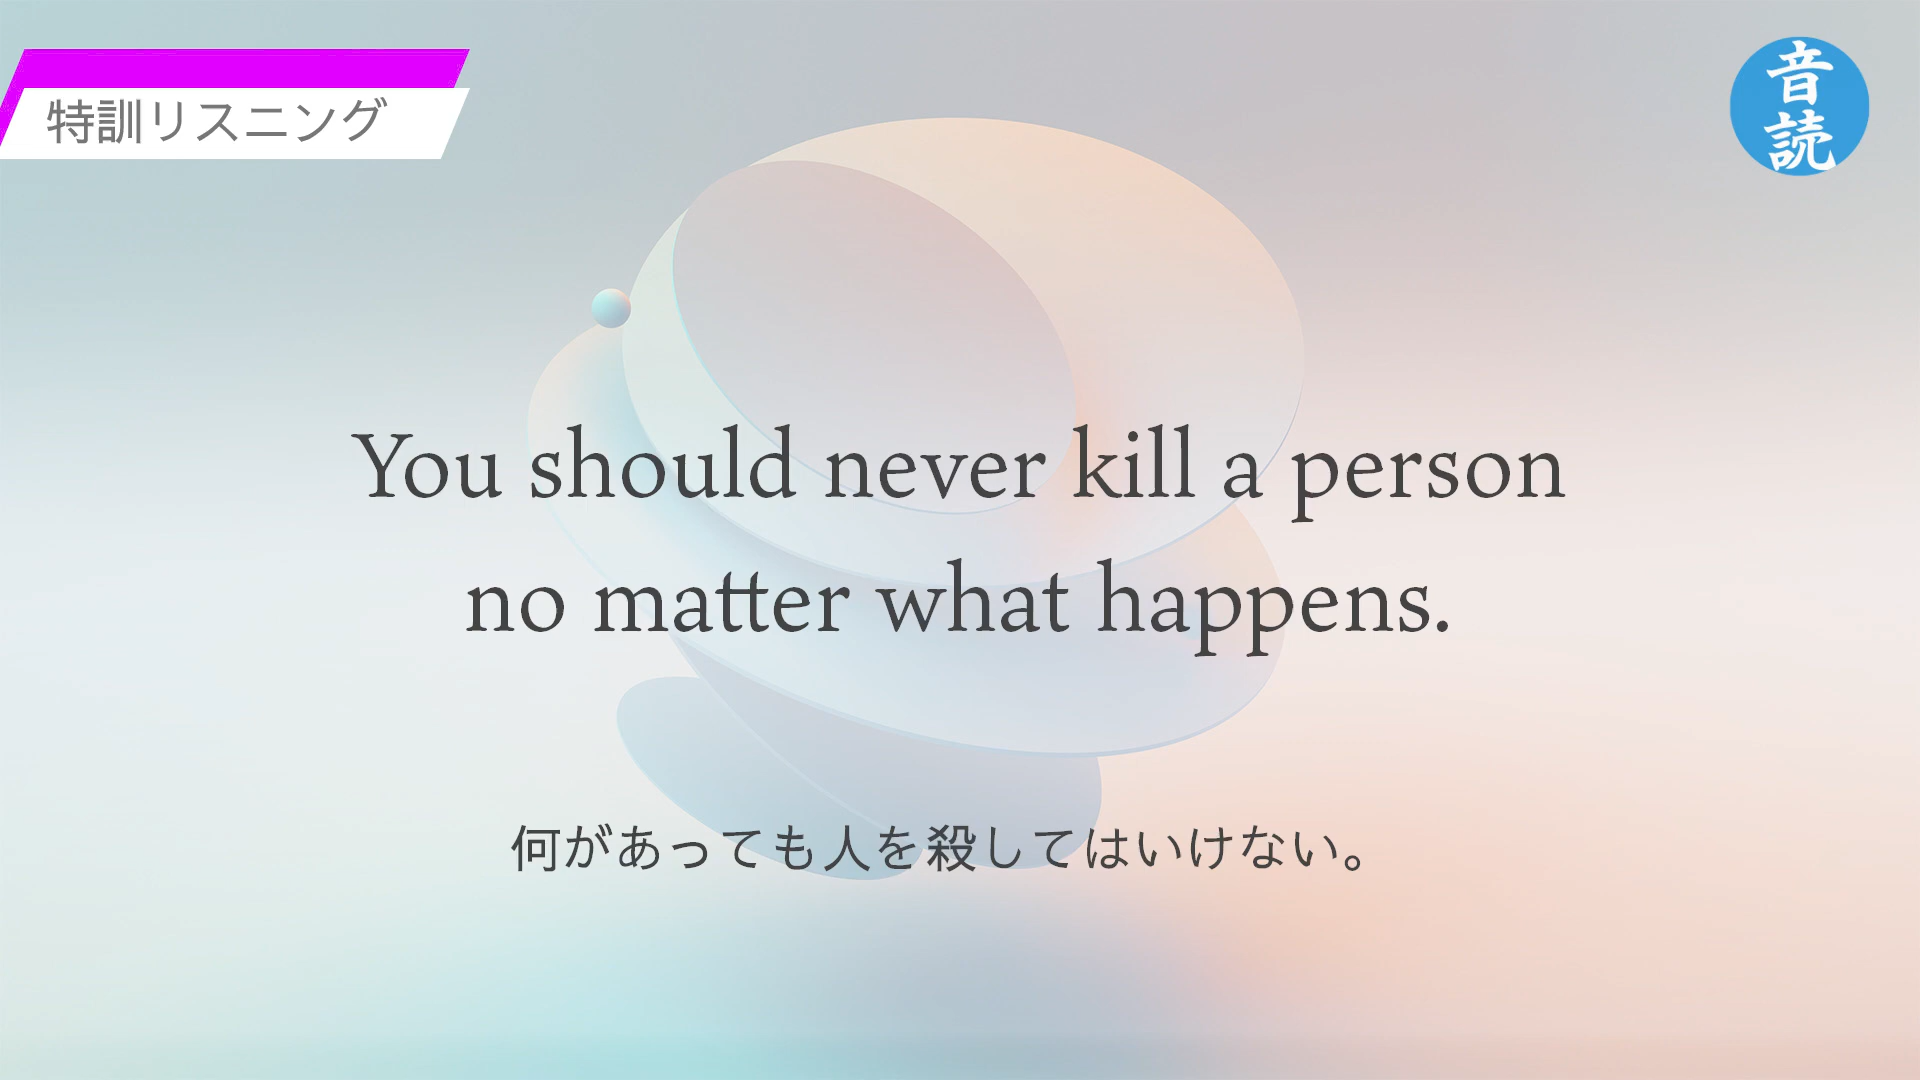 特訓リスニング
音読
You should never kill a person
no matter what happens.
何があっても人を殺してはいけない。